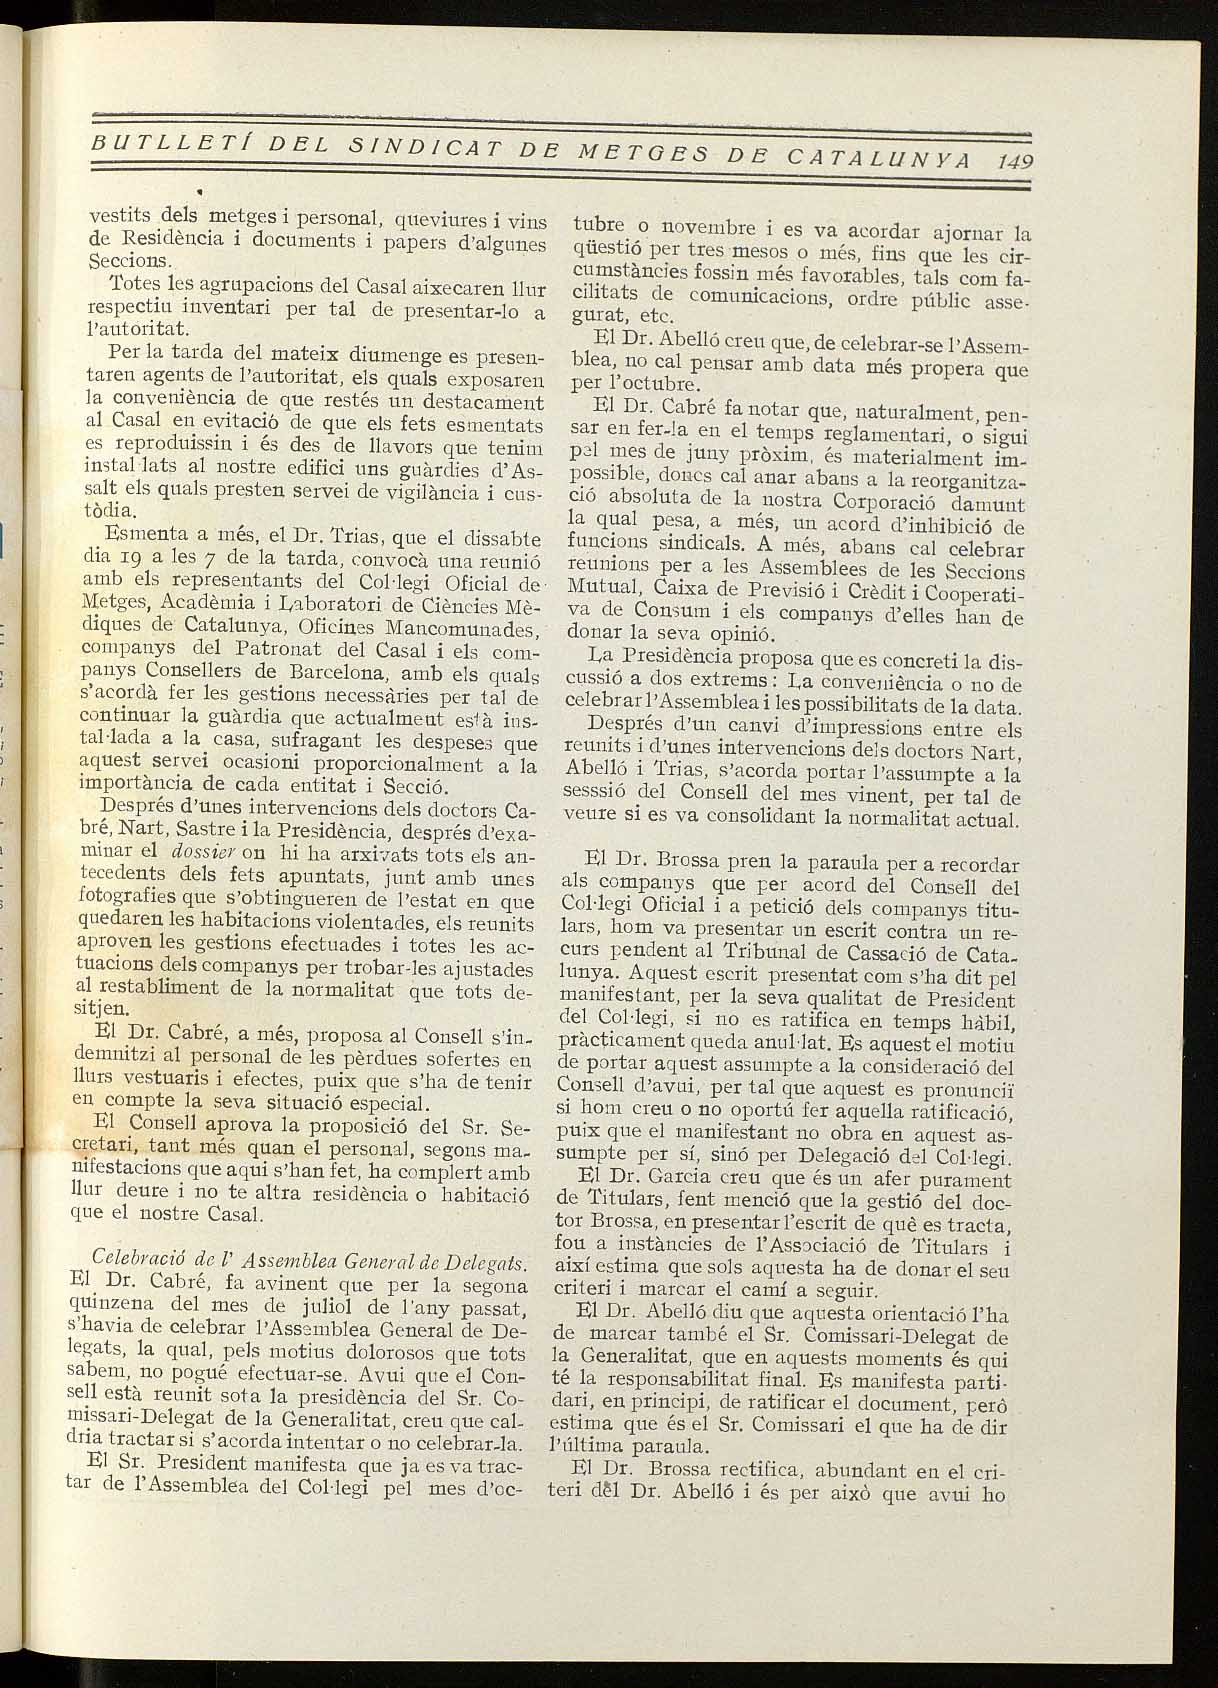 BUTLLETÍ DEL SINDICAT DE METGES DE CATALUNYA 149
vestits dels metges i personal, queviures i vins
de Residència i documents i papers d'algunes
Seccions.
Totes les agrupacions del Casal aixecaren llur
respectiu inventari per tal de presentar-lo a
l'autoritat.
Per la tarda del mateix diumenge es presen-
taren agents de l'autoritat, els quals exposaren
la conveniència de que restés un destacament
al Casal en evitació de que els fets esmentats
es reproduissin i és des de llavors que tenim
instal lats al nostre edifici uns guàrdies d'As-
salt els quals presten servei de vigilància i cus-
tòdia.
Esmenta a més, el Dr. Trias, que el dissabte
dia 19 a les 7 de la tarda, convocà una reunió
amb els representants del Col·legi Oficial de
Metges, Acadèmia i Laboratori de Ciències Mè-
diques de Catalunya, Oficines Mancomunades,
companys del Patronat del Casal i els com-
panys Consellers de Barcelona, amb els quals
s'acordà fer les gestions necessàries per tal de
continuar la guàrdia que actualment està ins-
tal·lada a la casa, sufragant les despeses que
aquest servei ocasioni proporcionalment a la
importància de cada entitat i Secció.
Després d'unes intervencions dels doctors Ca-
bré, Nart, Sastre i la Presidència, després d'exa-
minar el dossier on hi ha arxivats tots els an-
tecedents dels fets apuntats, junt amb unes
fotografies que s'obtingueren de l'estat en que
quedaren les habitacions violentades, els reunits
aproven les gestions efectuades i totes les ac-
tuacions dels companys per trobar-les ajustades
al restabliment de la normalitat que tots de-
sitjen.
El Dr. Cabré, a més, proposa al Consell s'in-
demnitzi al personal de les pèrdues sofertes en
llurs vestuaris i efectes, puix que s'ha de tenir
en compte la seva situació especial.
El Consell aprova la proposició del Sr. Se-
cretari, tant més quan el personal, segons ma-
nifestacions que aqui s'han fet, ha complert amb
llur deure i no te altra residència o habitació
que el nostre Casal.
Celebració de l' Assemblea General de Delegats.
El Dr. Cabré, fa avinent que per la segona
quinzena del mes de juliol de l'any passat,
s'havia de celebrar l'Assemblea General de De-
legats, la qual, pels motius dolorosos que tots
sabem, no pogué efectuar-se. Avui que el Con-
sell està reunit sota la presidència del Sr. Co-
missari-Delegat de la Generalitat, creu que cal-
dria tractar si s'acorda intentar o no celebrar-la.
El Sr. President manifesta que ja es va trac-
tar de l'Assemblea del Col·legi pel mes d'oc-
tubre o novembre i es va acordar ajornar la
qüestió per tres mesos o més, fins que les cir-
cumstàncies fossin més favorables, tals com fa-
cilitats de comunicacions, ordre públic asse-
gurat, etc.
El Dr. Abelló creu que, de celebrar-se l'Assem-
blea, no cal pensar amb data més propera que
per l'octubre.
El Dr. Cabré fa notar que, naturalment, pen-
sar en fer-la en el temps reglamentari, o sigui
pel mes de juny pròxim, és materialment im-
possible, doncs cal anar abans a la reorganitza-
ció absoluta de la nostra Corporació damunt
la qual pesa, a més, un acord d'inhibició de
funcions sindicals. A més, abans cal celebrar
reunions per a les Assemblees de les Seccions
Mutual, Caixa de Previsió i Crèdit i Cooperati-
va de Consum i els companys d'elles han de
donar la seva opinió.
La Presidència proposa que es concreti la dis-
cussió a dos extrems: La conveniència o no de
celebrar l'Assemblea i les possibilitats de la data.
Després d'un canvi d'impressions entre els
reunits i d'unes intervencions dels doctors Nart,
Abelló i Trias, s'acorda portar l'assumpte a la
sesssió del Consell del mes vinent, per tal de
veure si es va consolidant la normalitat actual.
El Dr. Brossa pren la paraula per a recordar
als companys que per acord del Consell del
Col·legi Oficial i a petició dels companys titu-
lars, hom va presentar un escrit contra un re-
curs pendent al Tribunal de Cassació de Cata-
lunya. Aquest escrit presentat com s'ha dit pel
manifestant, per la seva qualitat de President
del Col·legi, si no es ratifica en temps hàbil,
pràcticament queda anul·lat. Es aquest el motiu
de portar aquest assumpte a la consideració del
Consell d'avui, per tal que aquest es pronunciï
si hom creu o no oportú fer aquella ratificació,
puix que el manifestant no obra en aquest as-
sumpte per sí, sinó per Delegació del Col·legi.
El Dr. Garcia creu que és un afer purament
de Titulars, fent menció que la gestió del doc-
tor Brossa, en presentar l'escrit de què es tracta,
fou a instàncies de l'Associació de Titulars i
així estima que sols aquesta ha de donar el seu
criteri i marcar el camí a seguir.
El Dr. Abelló diu que aquesta orientació l'ha
de marcar també el Sr. Comissari-Delegat de
la Generalitat, que en aquests moments és qui
té la responsabilitat final. Es manifesta parti-
dari, en principi, de ratificar el document, però
estima que és el Sr. Comissari el que ha de dir
l'última paraula.
El Dr. Brossa rectifica, abundant en el cri-
teri del Dr. Abelló i és per això que avui ho